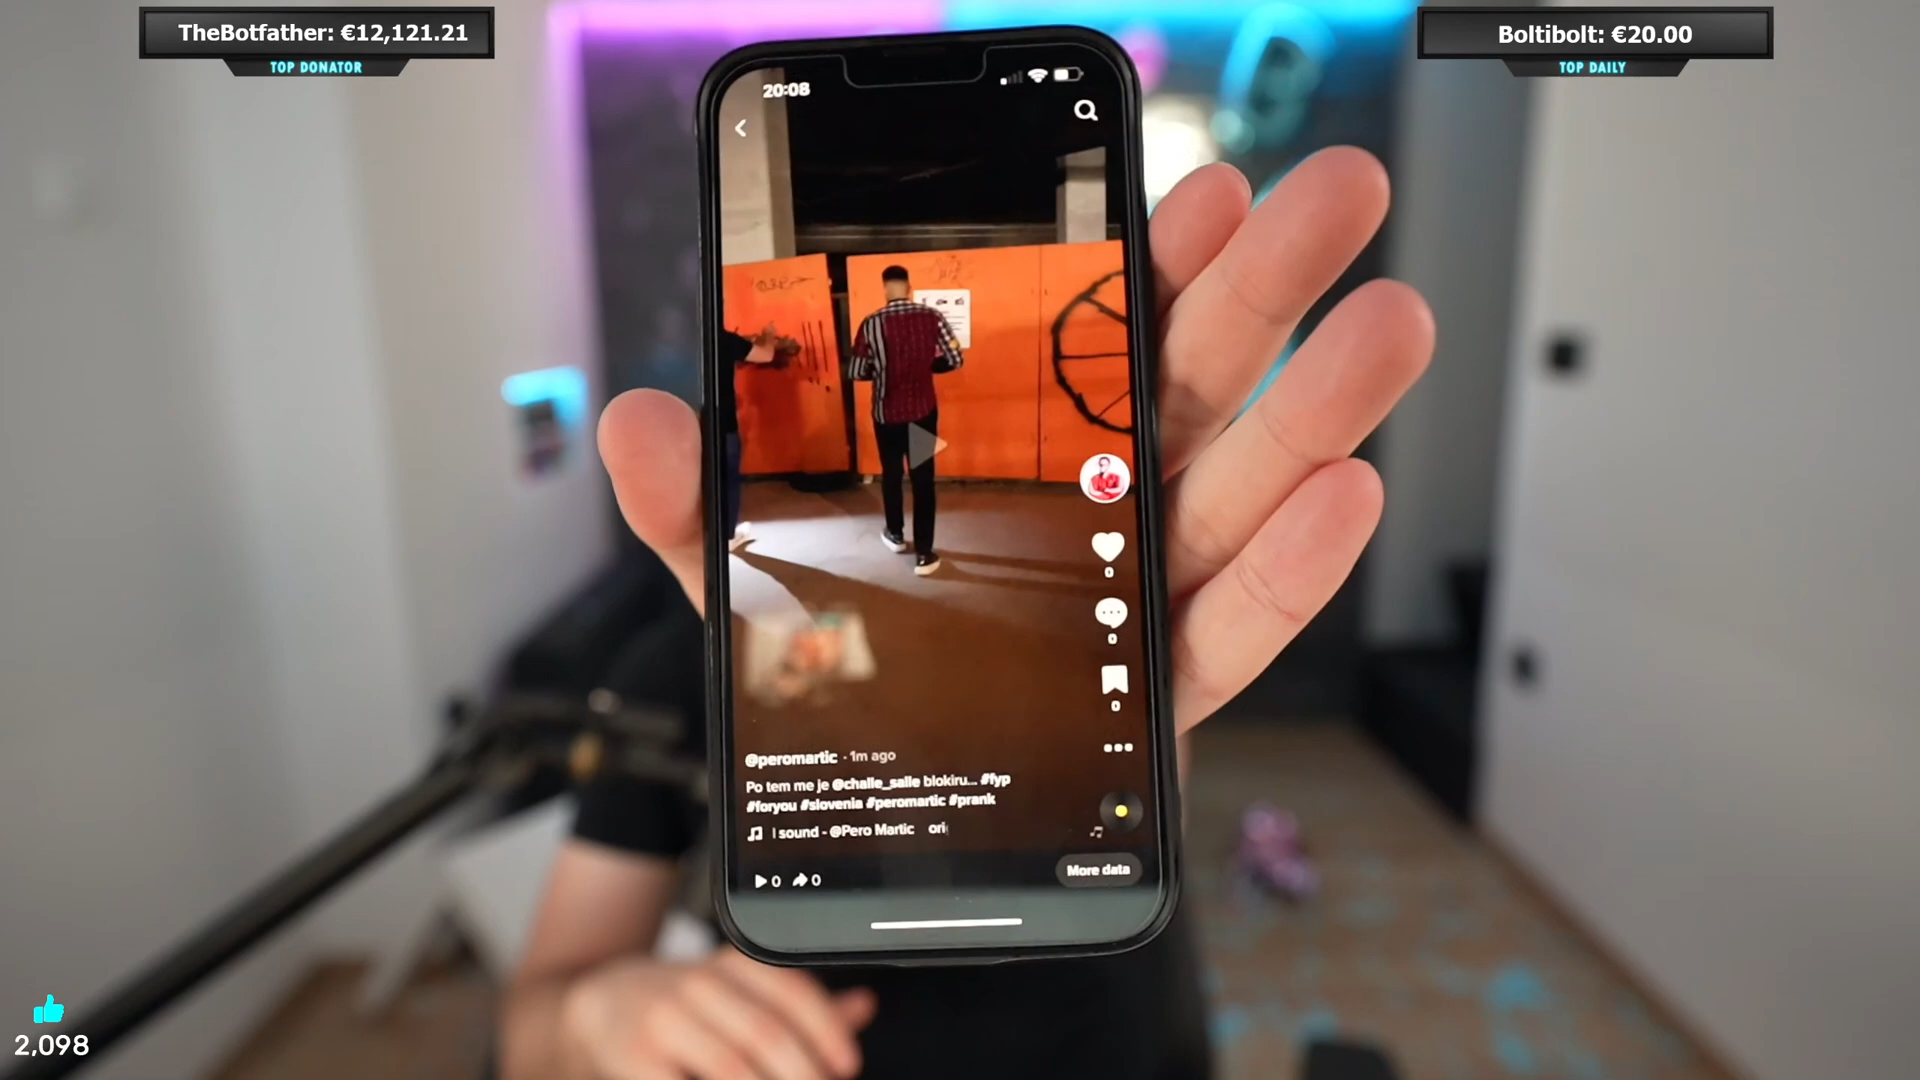 TheBotfather: €12,121.21
TOP DONATOR
Boltibolt: €20.00
TOP DAILY
20:08
0
0
0
@peromartic · 1m ago
Po tem me je @challe_salle blokiru... #fyp
#foryou #slovenia #peromartic #prank
l sound - @Pero Martic ori
0 0
More data
2,098